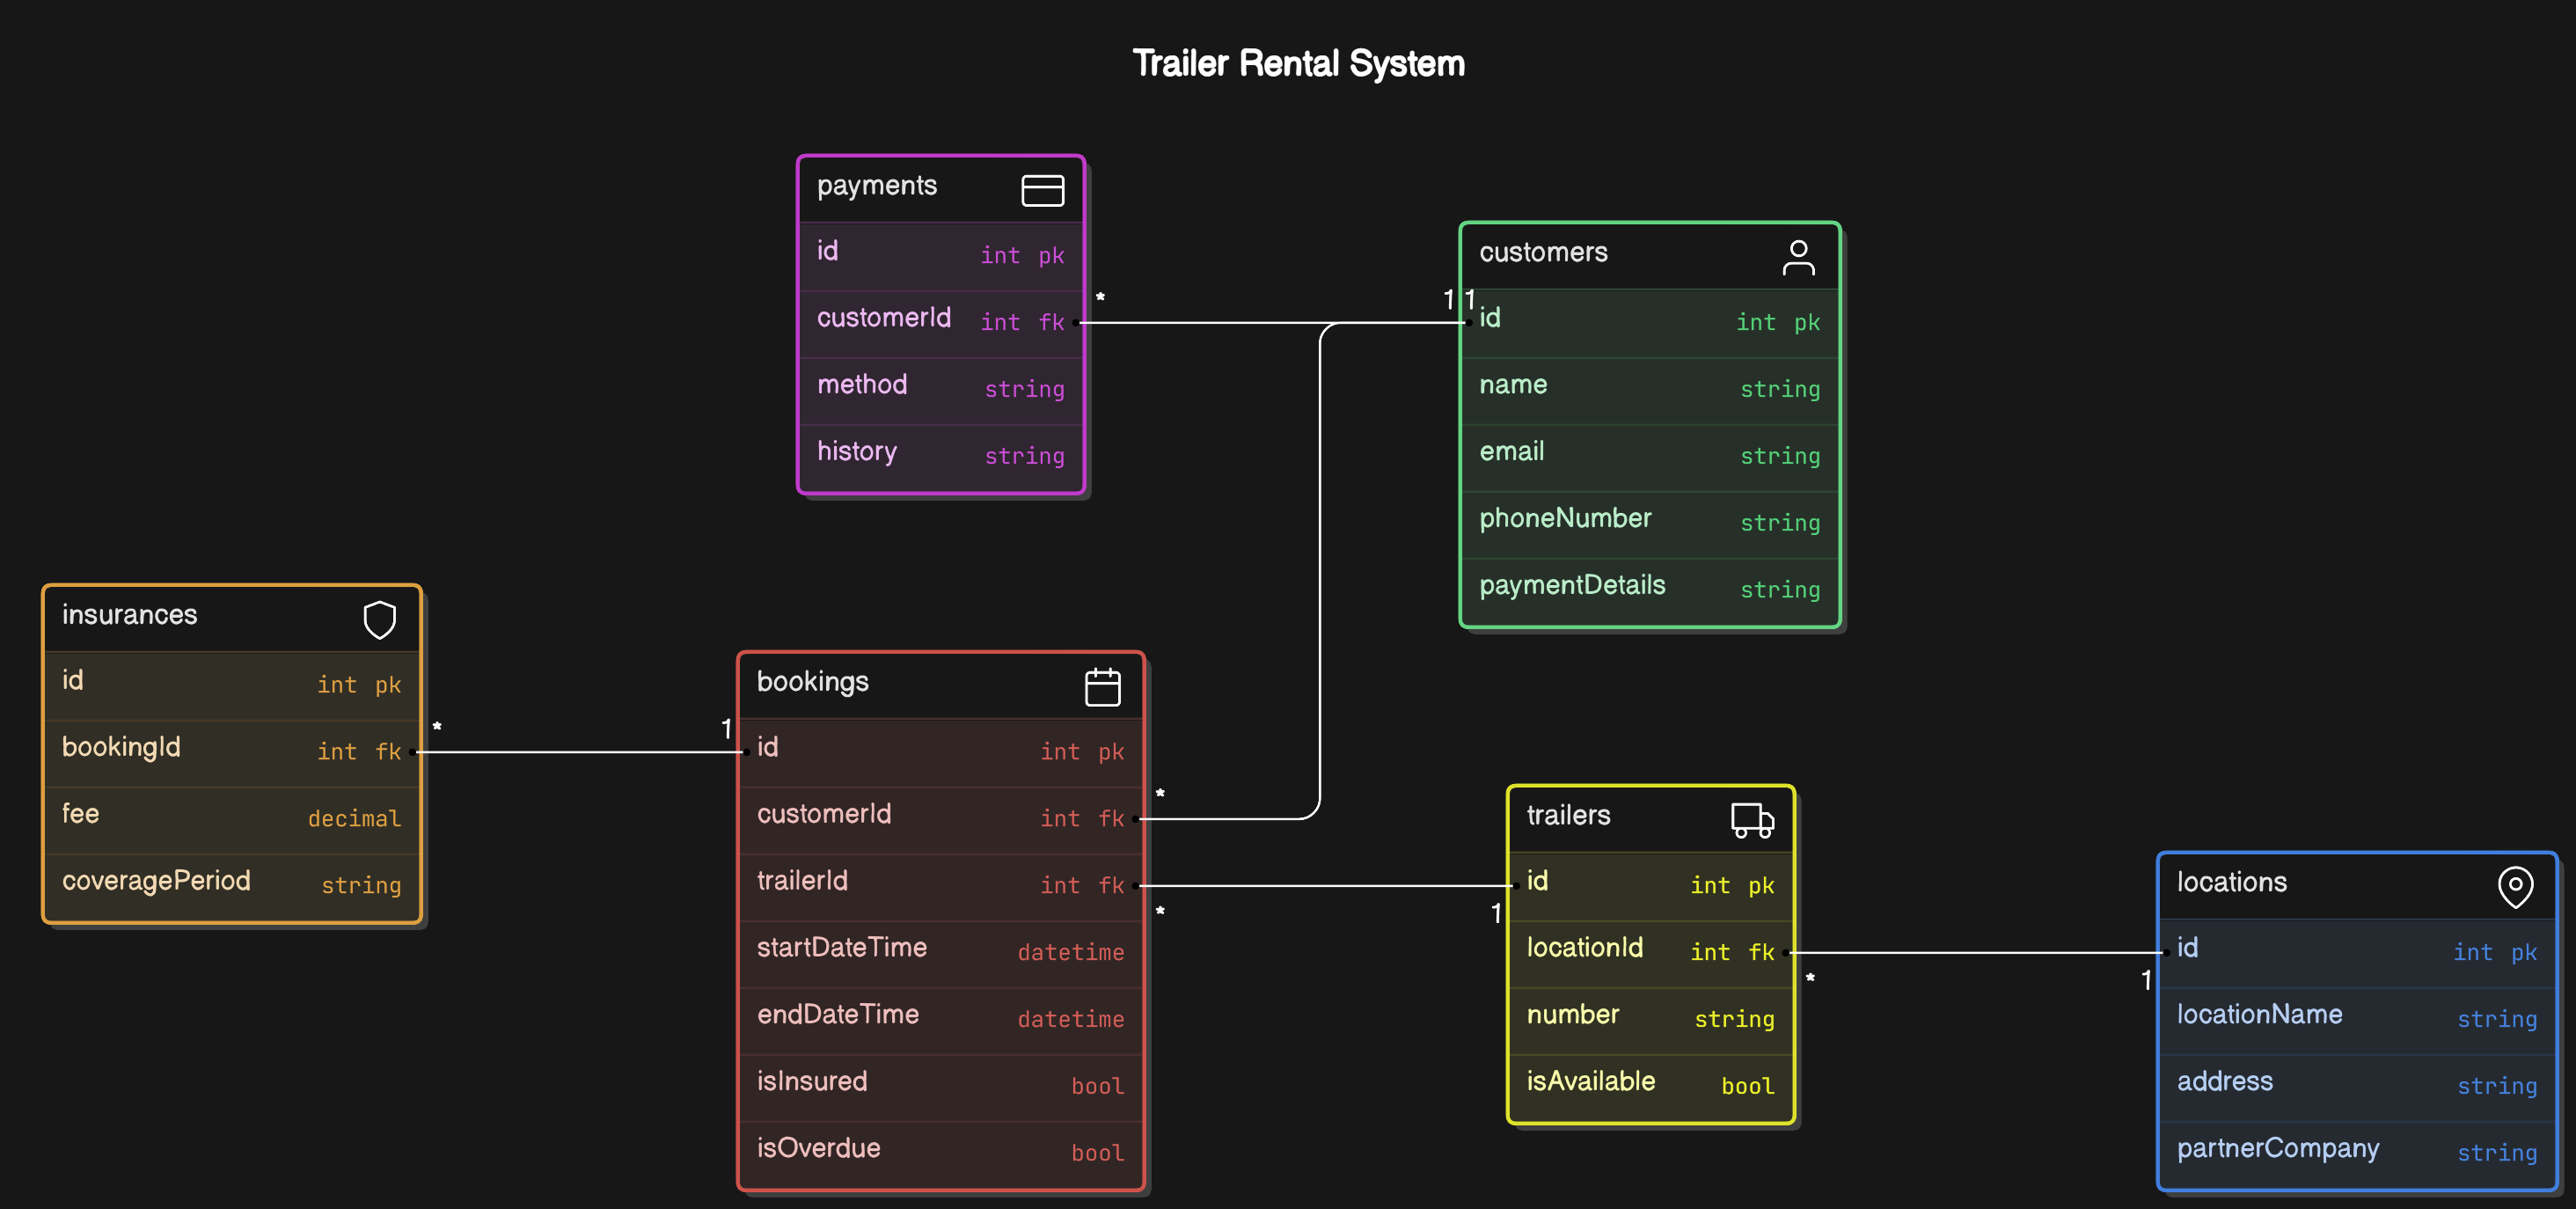 Trailer Rental System
payments
id int pk
customerId int fk
method string
history string
* 1 1
customers
id int pk
name string
email string
phoneNumber string
paymentDetails string
insurances
id int pk
bookingId int fk
fee decimal
coveragePeriod string
* 1
bookings
id int pk
customerId int fk
trailerId int fk
startDateTime datetime
endDateTime datetime
isInsured bool
isOverdue bool
*
* 1
trailers
id int pk
locationId int fk
number string
isAvailable bool
* 1
locations
id int pk
locationName string
address string
partnerCompany string